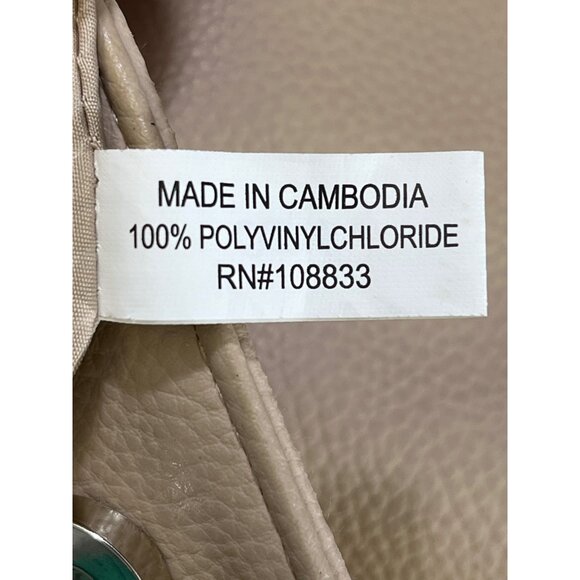 MADE IN CAMBODIA
100% POLYVINYLCHLORIDE
RN#108833